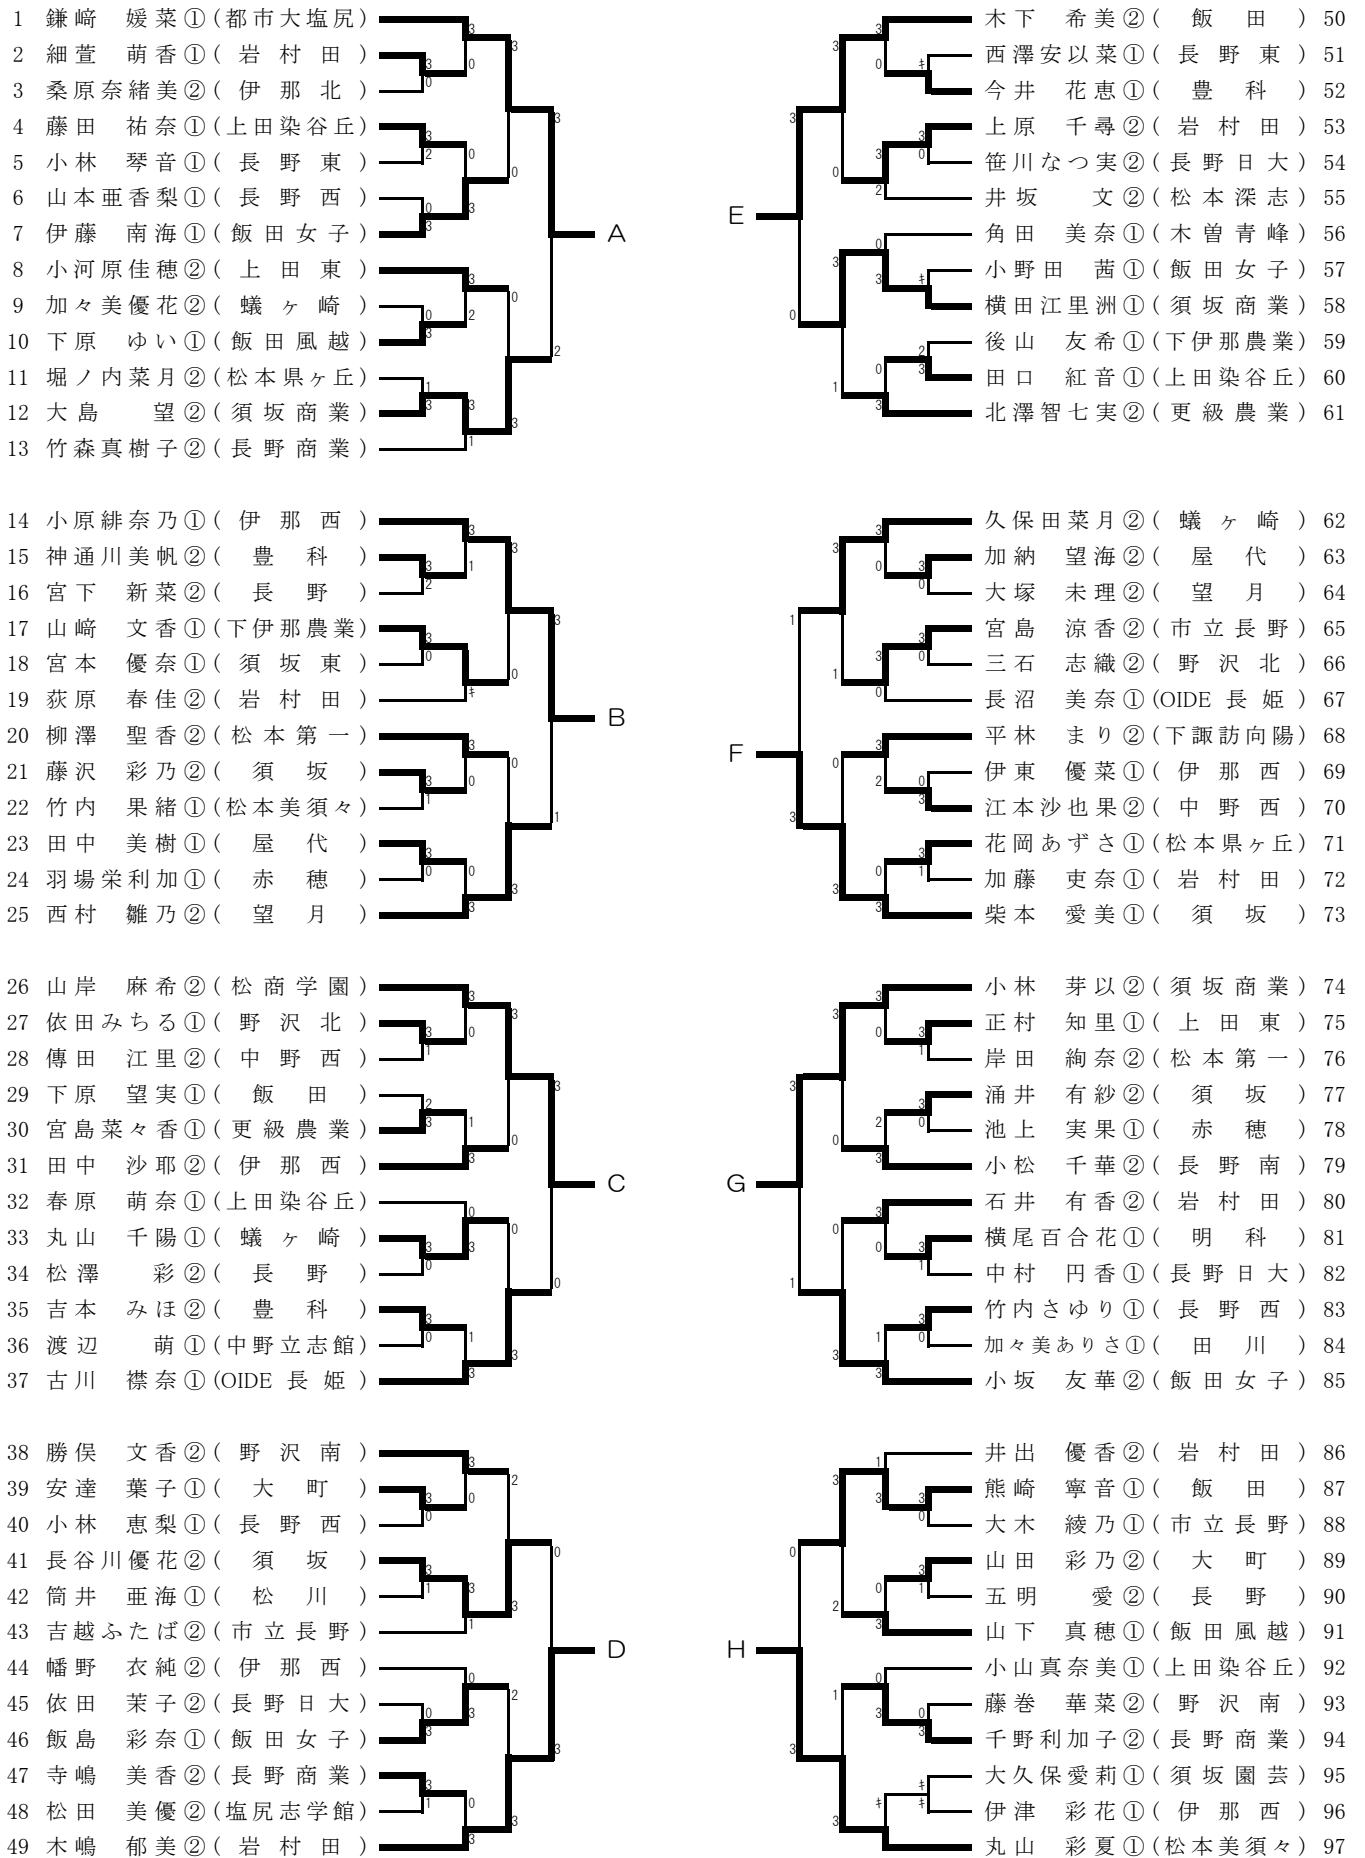 1 鎌﨑 媛菜①(都市大塩尻)
2 細萱 萌香①(岩村田)
3 桑原奈緒美②(伊那北)
4 藤田 祐奈①(上田染谷丘)
5 小林 琴音①(長野東)
6 山本亜香梨①(長野西)
7 伊藤 南海①(飯田女子)
A
8 小河原佳穂②(上田東)
9 加々美優花②(蟻ヶ崎)
10 下原 ゆい①(飯田風越)
11 堀ノ内菜月②(松本県ヶ丘)
12 大島 望②(須坂商業)
13 竹森真樹子②(長野商業)
14 小原緋奈乃①(伊那西)
15 神通川美帆②(豊科)
16 宮下 新菜②(長野)
17 山﨑 文香①(下伊那農業)
18 宮本 優奈①(須坂東)
19 荻原 春佳②(岩村田)
B
20 柳澤 聖香②(松本第一)
21 藤沢 彩乃②(須坂)
22 竹内 果緒①(松本美須々)
23 田中 美樹①(屋代)
24 羽場栄利加①(赤穂)
25 西村 雛乃②(望月)
26 山岸 麻希②(松商学園)
27 依田みちる①(野沢北)
28 傳田 江里②(中野西)
29 下原 望実①(飯田)
30 宮島菜々香①(更級農業)
31 田中 沙耶②(伊那西)
C
32 春原 萌奈①(上田染谷丘)
33 丸山 千陽①(蟻ヶ崎)
34 松澤 彩②(長野)
35 吉本 みほ②(豊科)
36 渡辺 萌①(中野立志館)
37 古川 襟奈①(OIDE 長姫)
38 勝俣 文香②(野沢南)
39 安達 葉子①(大町)
40 小林 恵梨①(長野西)
41 長谷川優花②(須坂)
42 筒井 亜海①(松川)
43 吉越ふたば②(市立長野)
D
44 幡野 衣純②(伊那西)
45 依田 茉子②(長野日大)
46 飯島 彩奈①(飯田女子)
47 寺嶋 美香②(長野商業)
48 松田 美優②(塩尻志学館)
49 木嶋 郁美②(岩村田)
木下 希美②(飯田) 50
西澤安以菜①(長野東) 51
今井 花恵①(豊科) 52
上原 千尋②(岩村田) 53
笹川なつ実②(長野日大) 54
井坂 文②(松本深志) 55
E
角田 美奈①(木曽青峰) 56
小野田 茜①(飯田女子) 57
横田江里洲①(須坂商業) 58
後山 友希①(下伊那農業) 59
田口 紅音①(上田染谷丘) 60
北澤智七実②(更級農業) 61
久保田菜月②(蟻ヶ崎) 62
加納 望海②(屋代) 63
大塚 未理②(望月) 64
宮島 涼香②(市立長野) 65
三石 志織②(野沢北) 66
長沼 美奈①(OIDE 長姫) 67
平林 まり②(下諏訪向陽) 68
F
伊東 優菜①(伊那西) 69
江本沙也果②(中野西) 70
花岡あずさ①(松本県ヶ丘) 71
加藤 吏奈①(岩村田) 72
柴本 愛美①(須坂) 73
小林 芽以②(須坂商業) 74
正村 知里①(上田東) 75
岸田 絢奈②(松本第一) 76
涌井 有紗②(須坂) 77
池上 実果①(赤穂) 78
小松 千華②(長野南) 79
G
石井 有香②(岩村田) 80
横尾百合花①(明科) 81
中村 円香①(長野日大) 82
竹内さゆり①(長野西) 83
加々美ありさ①(田川) 84
小坂 友華②(飯田女子) 85
井出 優香②(岩村田) 86
熊崎 寧音①(飯田) 87
大木 綾乃①(市立長野) 88
山田 彩乃②(大町) 89
五明 愛②(長野) 90
山下 真穂①(飯田風越) 91
H
小山真奈美①(上田染谷丘) 92
藤巻 華菜②(野沢南) 93
千野利加子②(長野商業) 94
大久保愛莉①(須坂園芸) 95
伊津 彩花①(伊那西) 96
丸山 彩夏①(松本美須々) 97